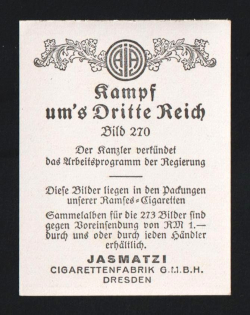 Kampf
um's Dritte Reich
Bild 270
Der Kanzler verkündet
das Arbeitsprogramm der Regierung
Diese Bilder liegen in den Packungen
unserer Ramses-Cigaretten
Sammelalben für die 273 Bilder sind
gegen Voreinsendung von RM 1.—
durch uns oder durch jeden Händler
erhältlich.
JASMATZI
CIGARETTENFABRIK G.M.B.H.
DRESDEN